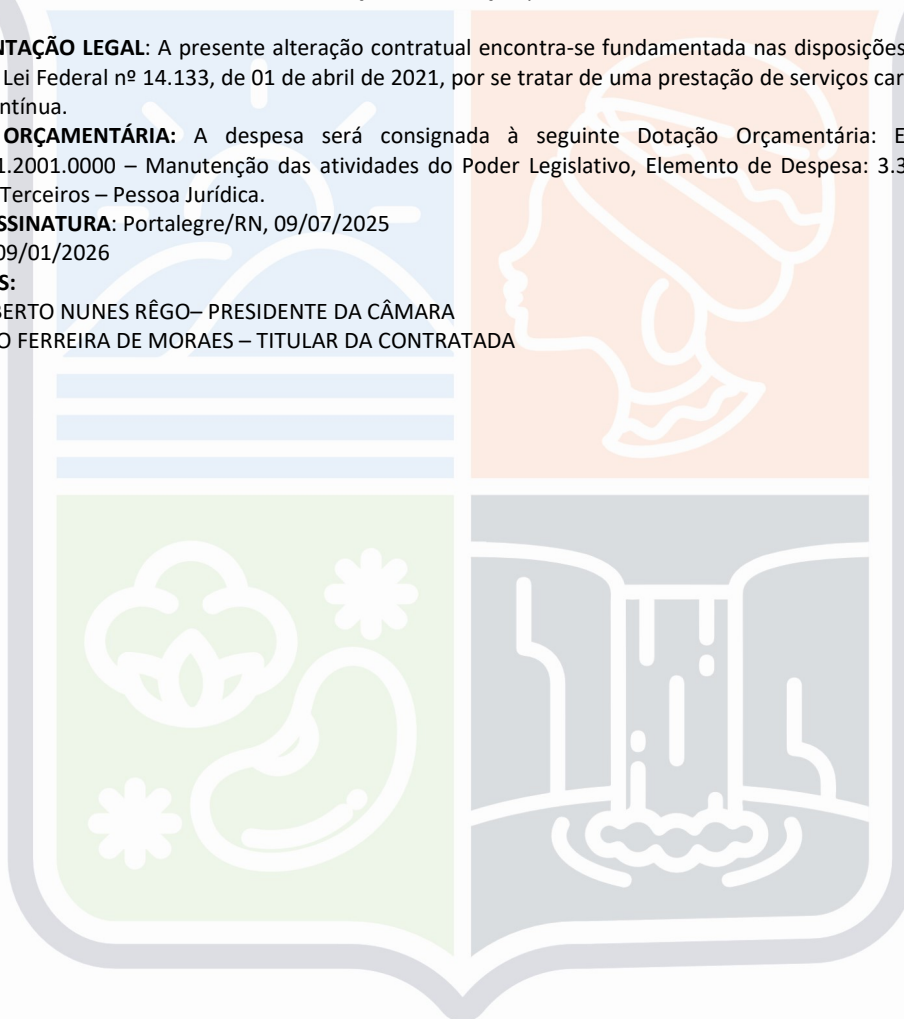 NTAÇÃO LEGAL: A presente alteração contratual encontra-se fundamentada nas disposições
Lei Federal nº 14.133, de 01 de abril de 2021, por se tratar de uma prestação de serviços car
ntínua.
ORÇAMENTÁRIA: A despesa será consignada à seguinte Dotação Orçamentária: E
1.2001.0000 – Manutenção das atividades do Poder Legislativo, Elemento de Despesa: 3.3
Terceiros – Pessoa Jurídica.
SSINATURA: Portalegre/RN, 09/07/2025
09/01/2026
S:
BERTO NUNES RÊGO– PRESIDENTE DA CÂMARA
O FERREIRA DE MORAES – TITULAR DA CONTRATADA